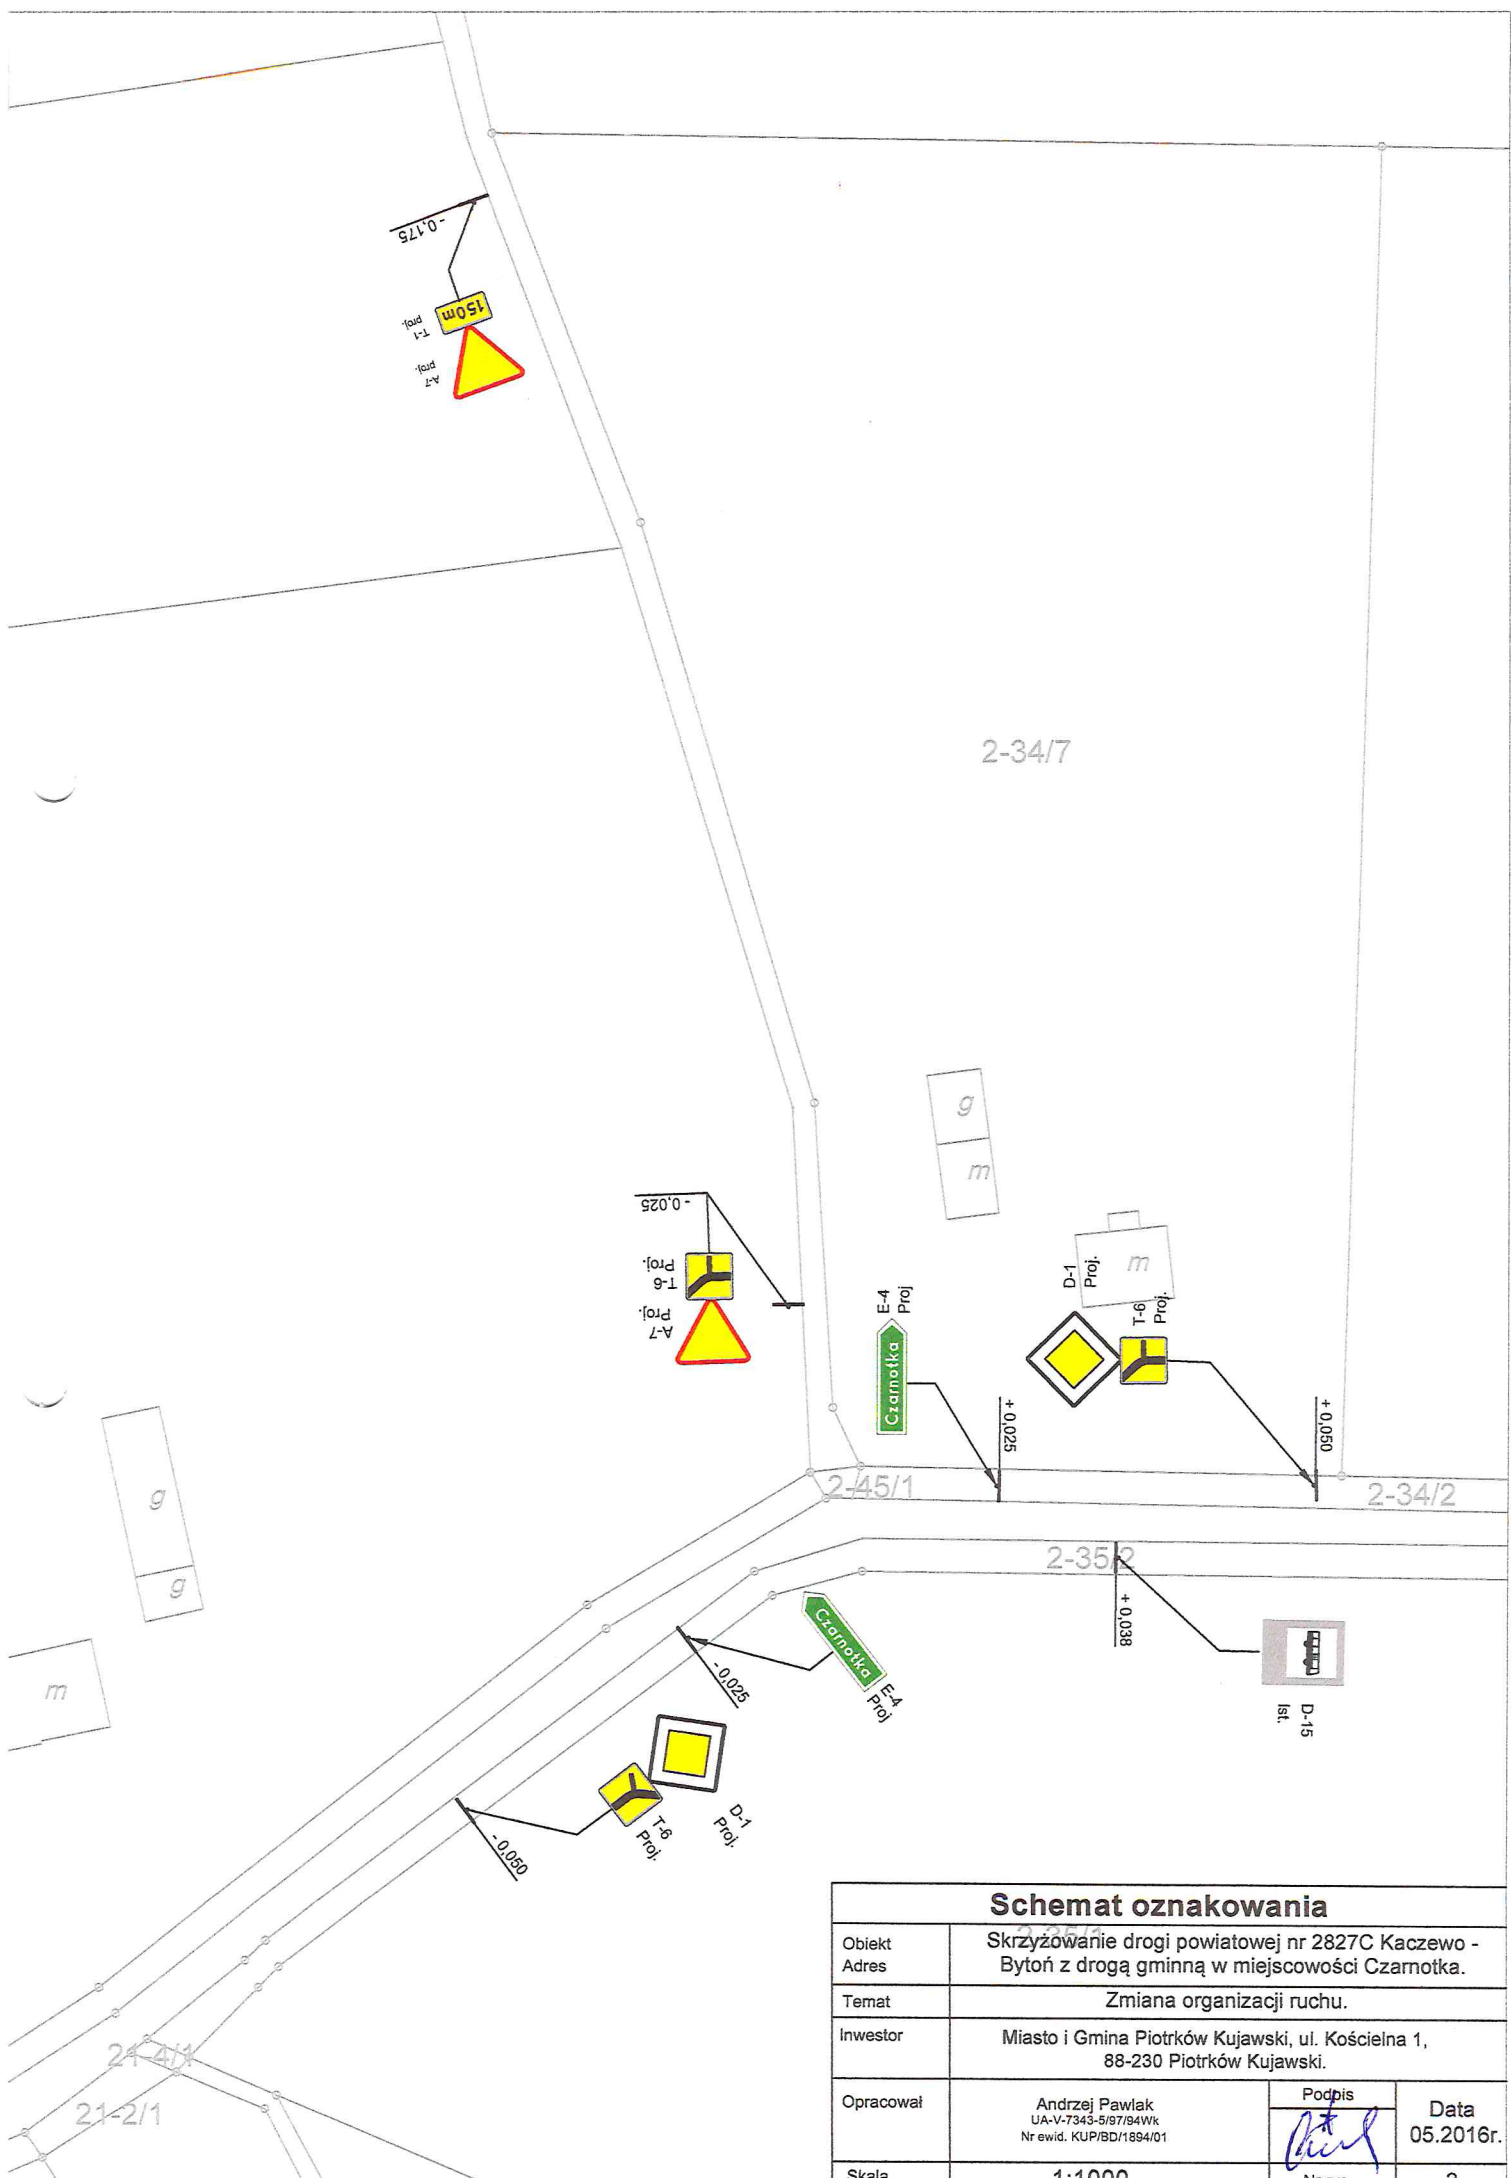 - 0,175
150m
T-1
proj.
A-7
proj.
2-34/7
g
m
- 0,025
T-6
Proj.
A-7
Proj.
E-4
Proj
Czarnotka
D-1
Proj.
m
T-6
Proj.
+ 0,025
+ 0,050
2-45/1
2-34/2
2-35/2
+ 0,038
D-15
Ist.
g
g
m
Czarnotka
E-4
Proj
- 0,025
D-1
Proj.
T-6
Proj.
- 0,050
21-4/1
21-2/1
Schemat oznakowania
Obiekt
Adres
Skrzyżowanie drogi powiatowej nr 2827C Kaczewo -
Bytoń z drogą gminną w miejscowości Czarnotka.
Temat
Zmiana organizacji ruchu.
Inwestor
Miasto i Gmina Piotrków Kujawski, ul. Kościelna 1,
88-230 Piotrków Kujawski.
Opracował
Andrzej Pawlak
UA-V-7343-5/97/94Wk
Nr ewid. KUP/BD/1894/01
Podpis
Data
05.2016r.
Skala
1:1000